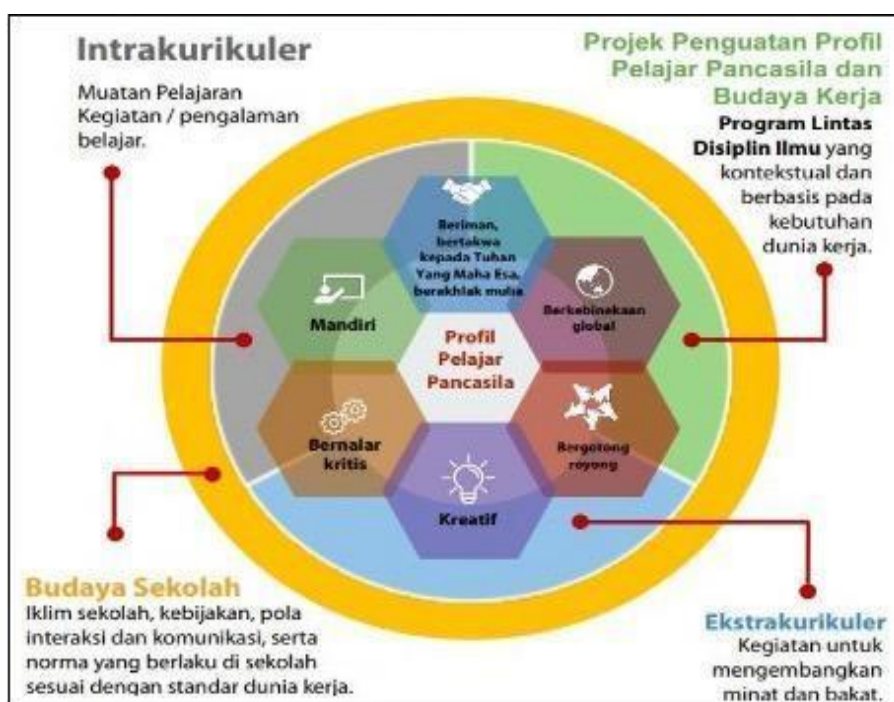 Intrakurikuler
Muatan Pelajaran
Kegiatan / pengalaman
belajar.
Projek Penguatan Profil
Pelajar Pancasila dan
Budaya Kerja
Program Lintas
Disiplin Ilmu yang
kontekstual dan
berbasis pada
kebutuhan
dunia kerja.
Beriman,
bertakwa
kepada Tuhan
Yang Maha Esa,
berakhlak mulia
Mandiri
Berkebinekaan
global
Profil
Pelajar
Pancasila
Bernalar
kritis
Bergotong
royong
Kreatif
Budaya Sekolah
Iklim sekolah, kebijakan, pola
interaksi dan komunikasi, serta
norma yang berlaku di sekolah
sesuai dengan standar dunia kerja.
Ekstrakurikuler
Kegiatan untuk
mengembangkan
minat dan bakat.